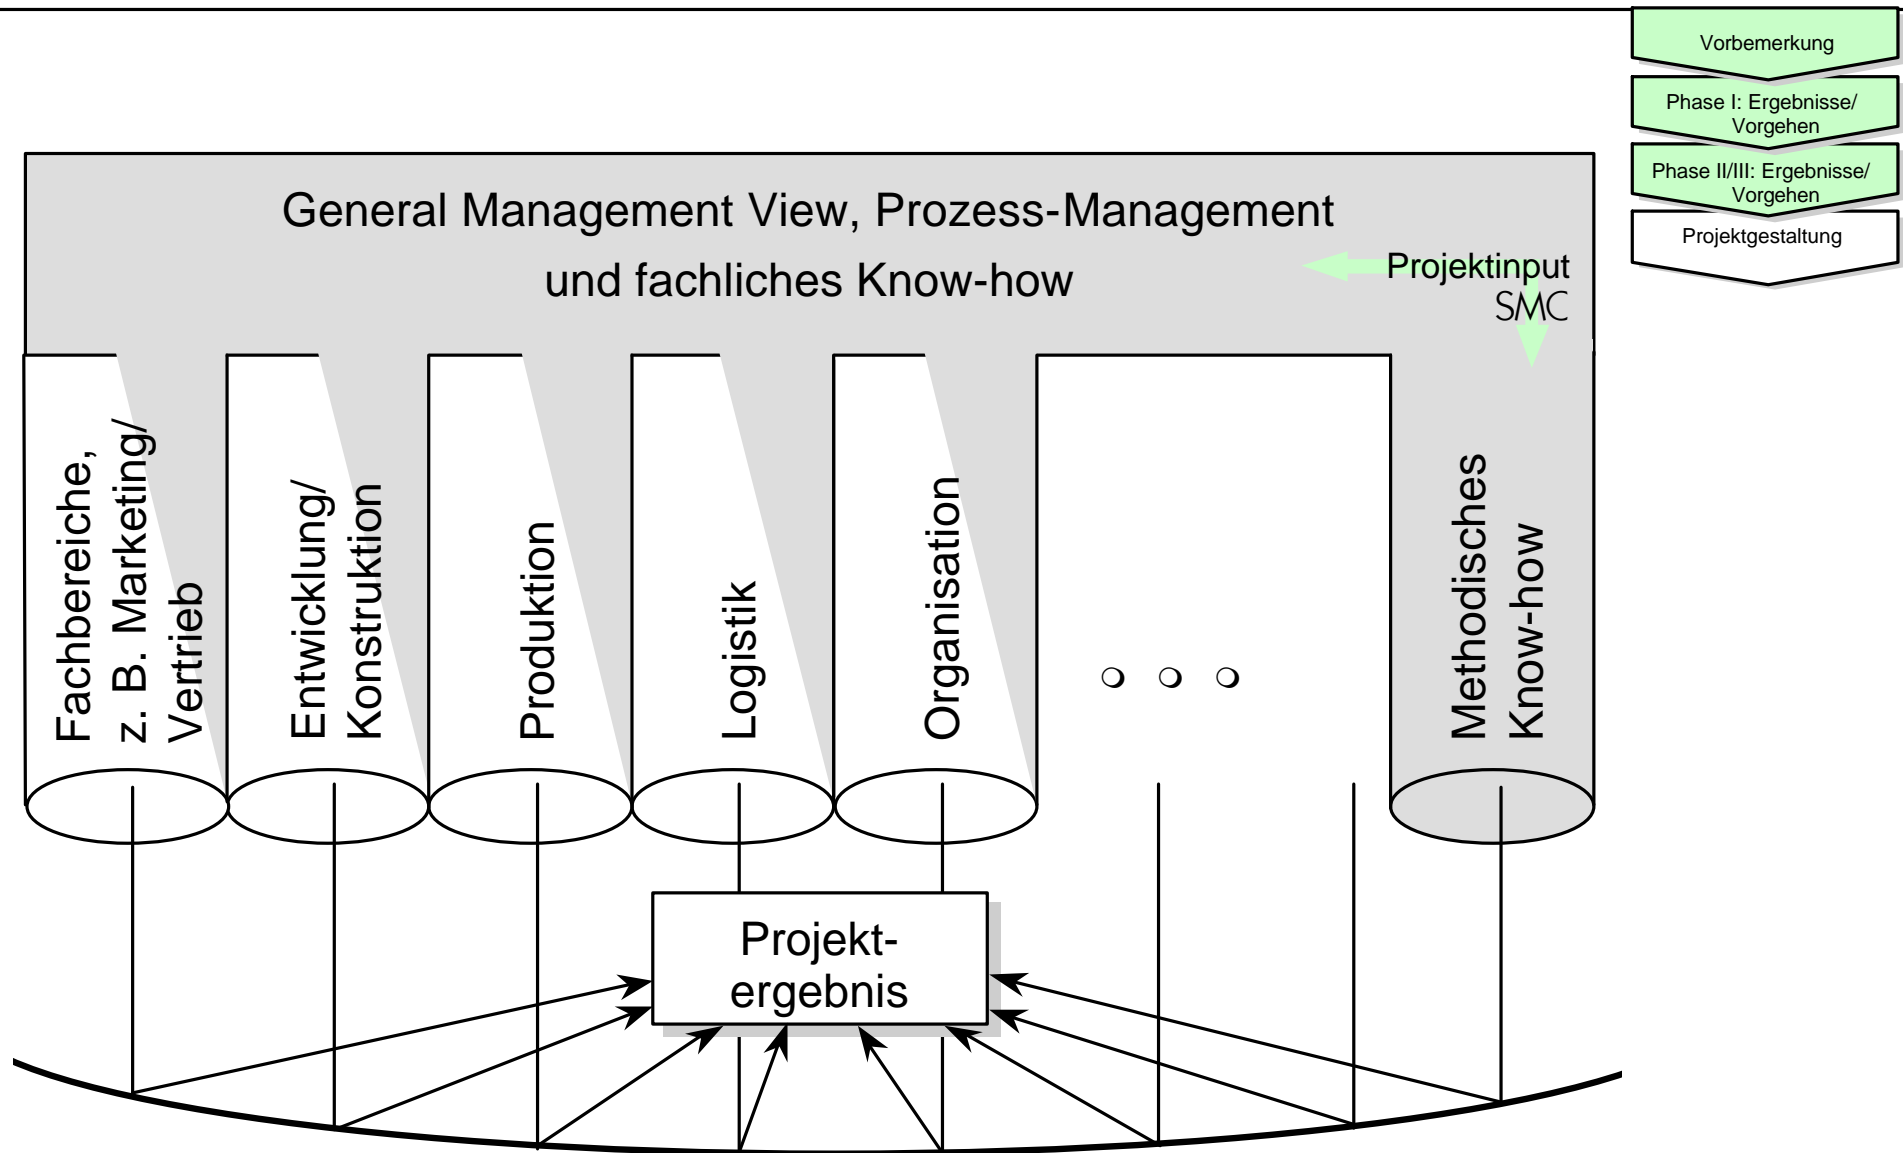 Vorbemerkung
Phase I: Ergebnisse/
Vorgehen
Phase II/III: Ergebnisse/
Vorgehen
Projektgestaltung
General Management View, Prozess-Management
und fachliches Know-how
Projektinput
SMC
Fachbereiche,
z. B. Marketing/
Vertrieb
Entwicklung/
Konstruktion
Produktion
Logistik
Organisation
Methodisches
Know-how
Projekt-
ergebnis